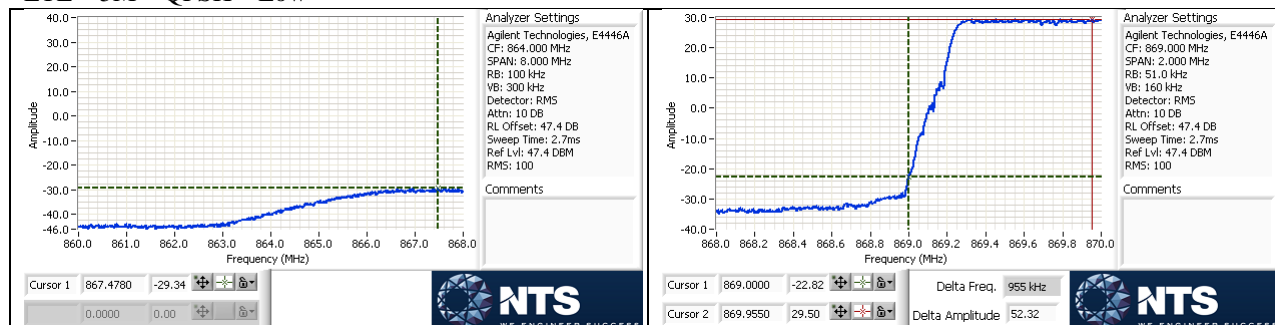 40.0
30.0
20.0
10.0
0.0
-10.0
-20.0
-30.0
-40.0
-46.0
Amplitude
860.0 861.0 862.0 863.0 864.0 865.0 866.0 867.0 868.0
Frequency (MHz)
Analyzer Settings
Agilent Technologies, E4446A
CF: 864.000 MHz
SPAN: 8.000 MHz
RB: 100 kHz
VB: 300 kHz
Detector: RMS
Attn: 10 DB
RL Offset: 47.4 DB
Sweep Time: 2.7ms
Ref Lvl: 47.4 DBM
RMS: 100
Comments
Cursor 1 867.4780 -29.34
0.0000 0.00
NTS
30.0
20.0
10.0
0.0
-10.0
-20.0
-30.0
-40.0
Amplitude
868.0 868.2 868.4 868.6 868.8 869.0 869.2 869.4 869.6 869.8 870.0
Frequency (MHz)
Analyzer Settings
Agilent Technologies, E4446A
CF: 869.000 MHz
SPAN: 2.000 MHz
RB: 51.0 kHz
VB: 160 kHz
Detector: RMS
Attn: 10 DB
RL Offset: 47.4 DB
Sweep Time: 2.7ms
Ref Lvl: 47.4 DBM
RMS: 100
Comments
Cursor 1 869.0000 -22.82
Cursor 2 869.9550 29.50
Delta Freq. 955 kHz
Delta Amplitude 52.32
NTS